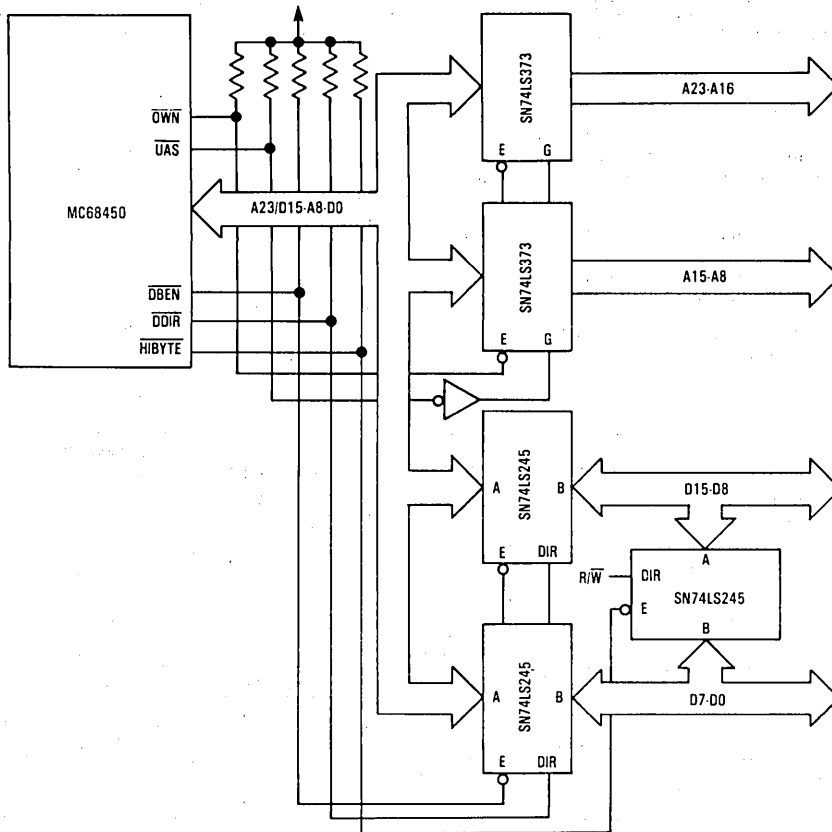 SN74LS373
A23-A16
E G
OWN
UAS
MC68450
A23/D15-A8-D0
SN74LS373
A15-A8
E G
DBEN
DDIR
HIBYTE
SN74LS245
A B
D15-D8
E DIR
A
R/W DIR
SN74LS245
E
B
SN74LS245
A B
D7-D0
E DIR